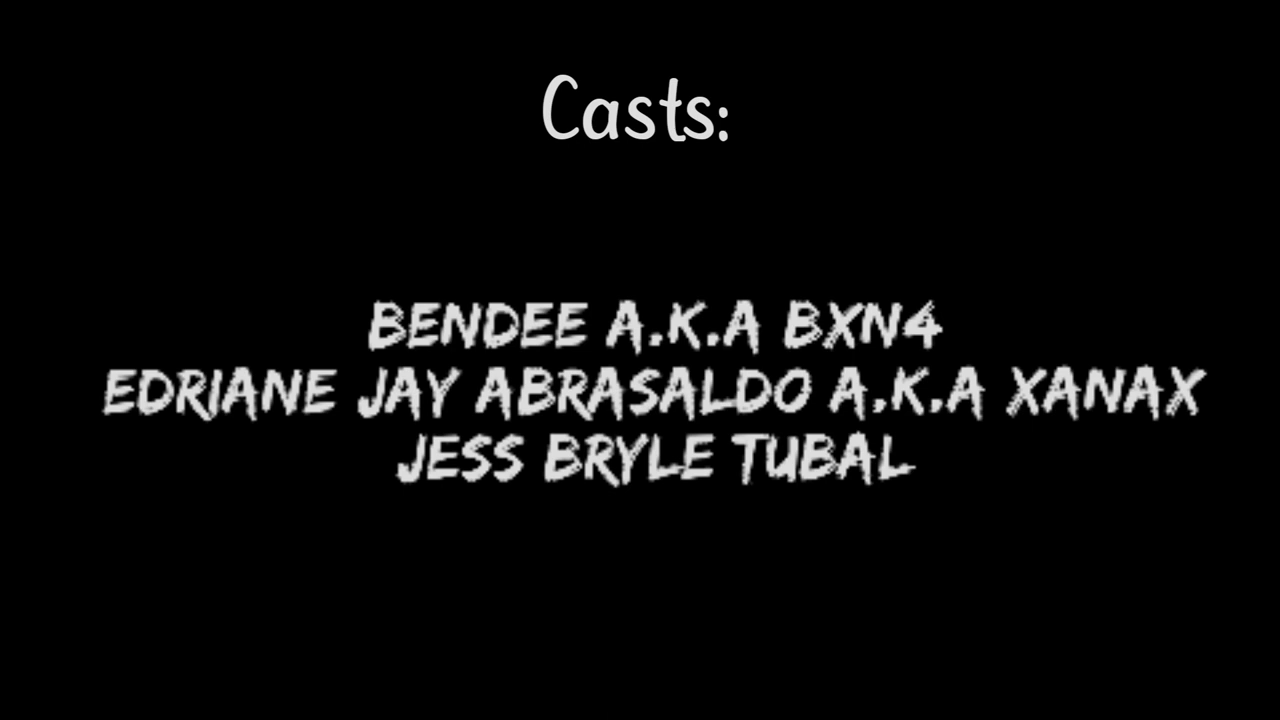 Casts:
BENDEE A.K.A BXN4
EDRIANE JAY ABRASALDO A.K.A XANAX
JESS BRYLE TUBAL